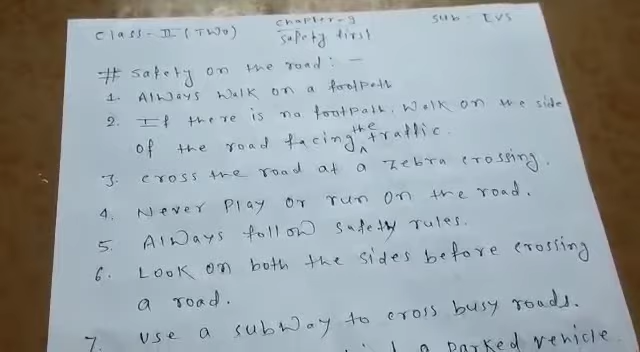 Class - II (Two) Chapter - 9 Sub - EVS
Safety first
# Safety on the road : -
1. Always walk on a footpath
2. If there is no footpath, walk on the side
of the road facing the traffic.
3. cross the road at a zebra crossing.
4. Never play or run on the road.
5. Always follow safety rules.
6. Look on both the sides before crossing
a road.
7. Use a subway to cross busy roads.
a parked vehicle